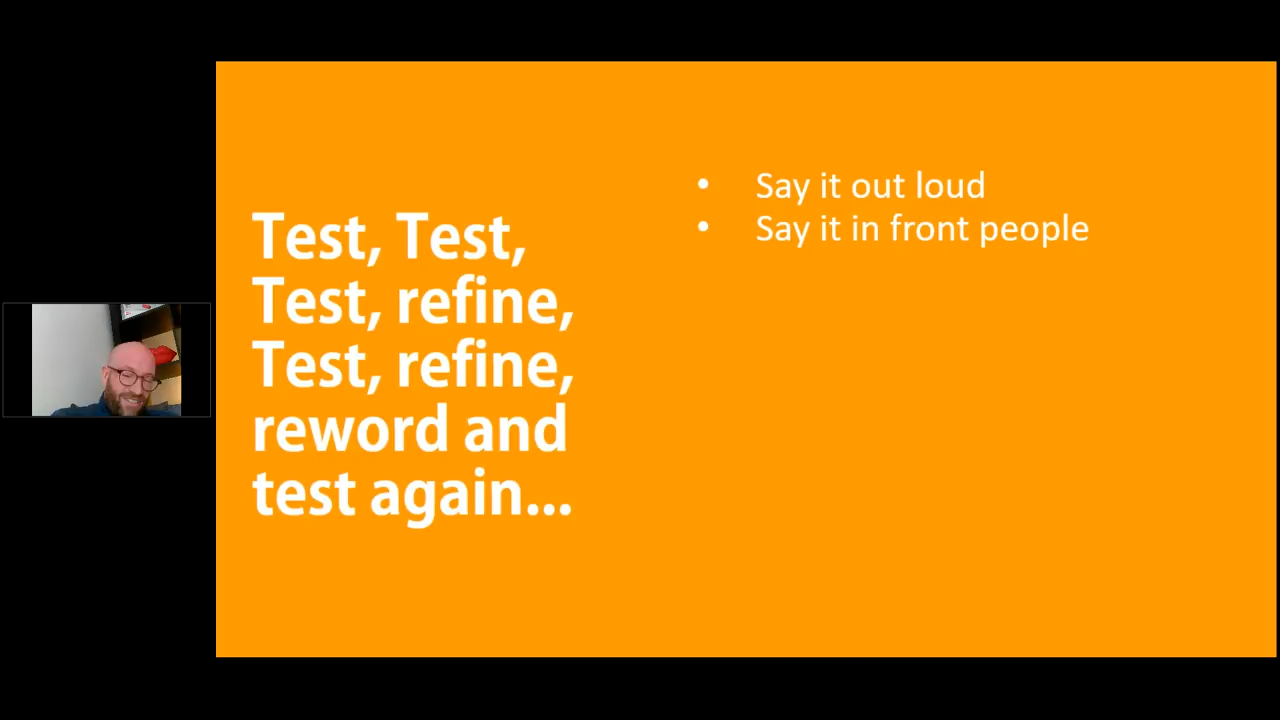 Test, Test,
Test, refine,
Test, refine,
reword and
test again...
• Say it out loud
• Say it in front people